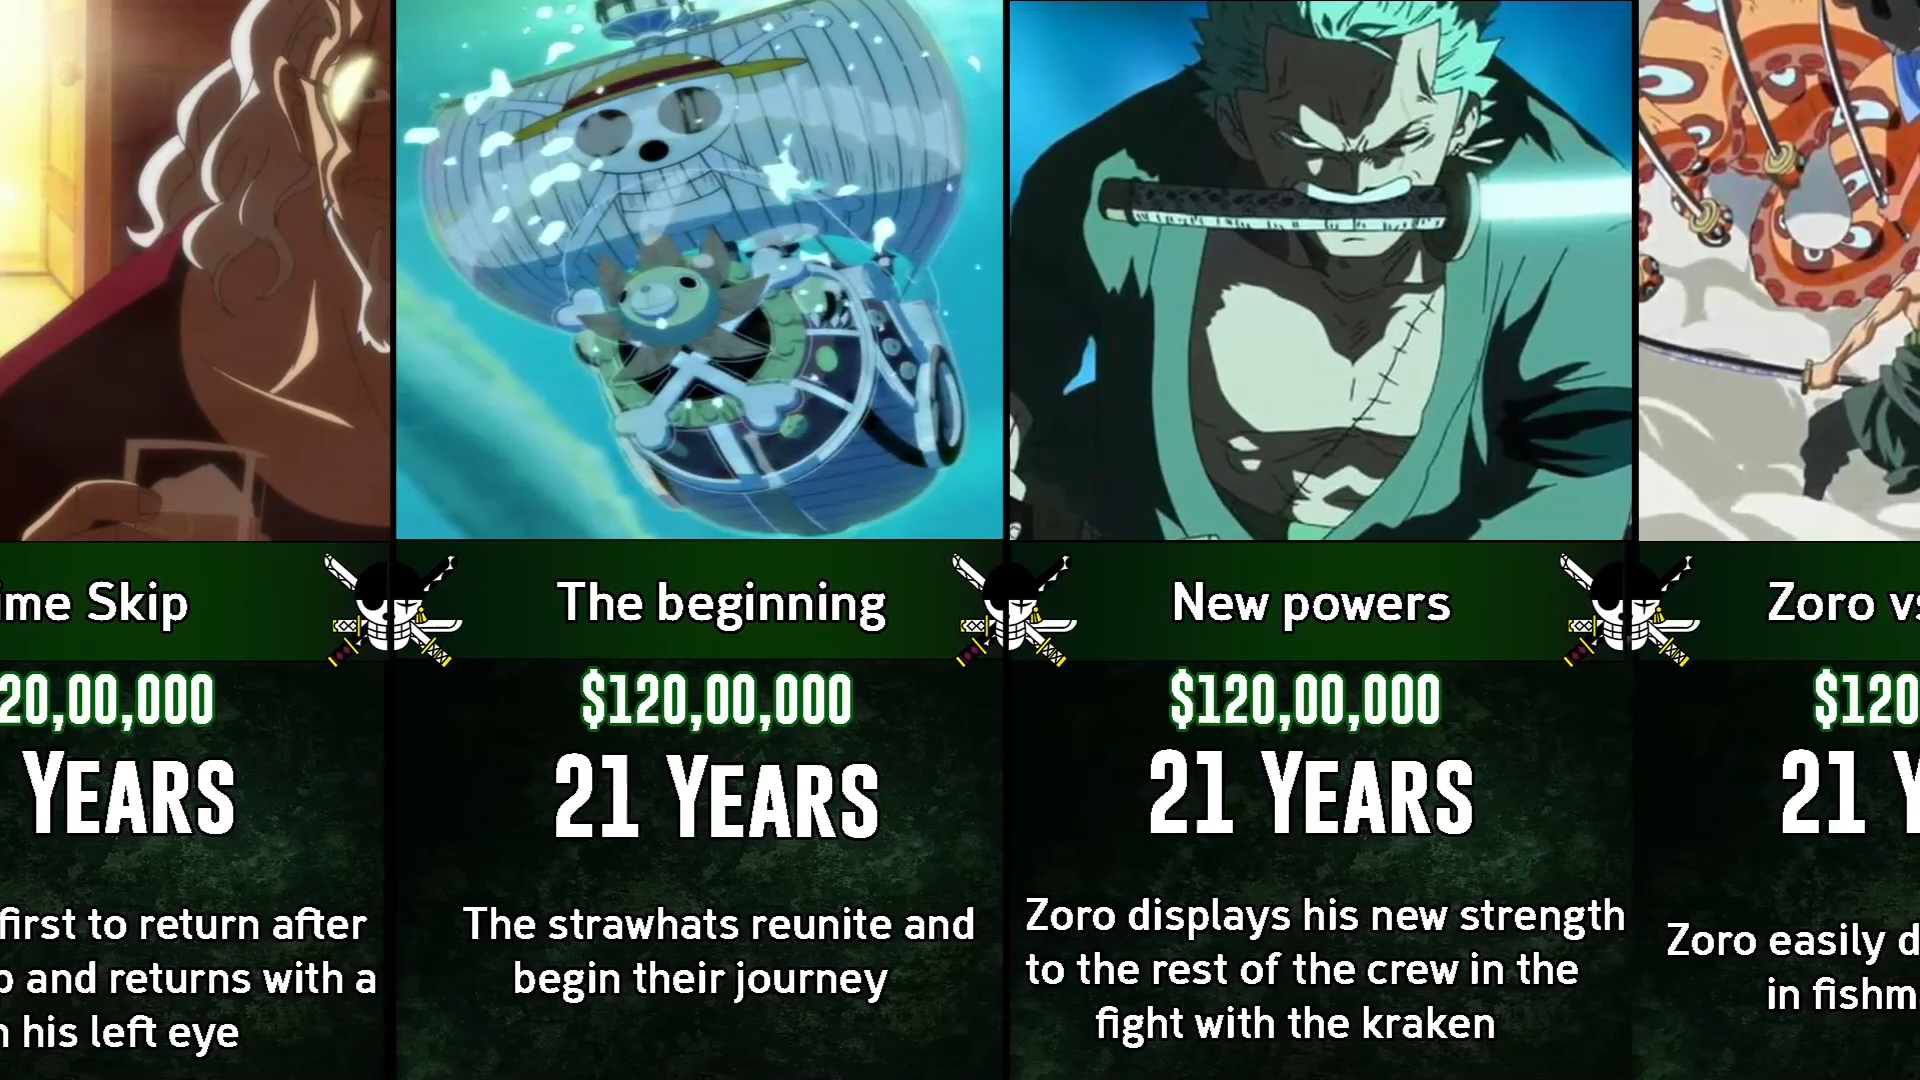 ime Skip
20,00,000
YEARS
first to return after
p and returns with a
n his left eye
The beginning
$120,00,000
21 YEARS
The strawhats reunite and
begin their journey
New powers
$120,00,000
21 YEARS
Zoro displays his new strength
to the rest of the crew in the
fight with the kraken
Zoro vs
$120
21 Y
Zoro easily d
in fishm